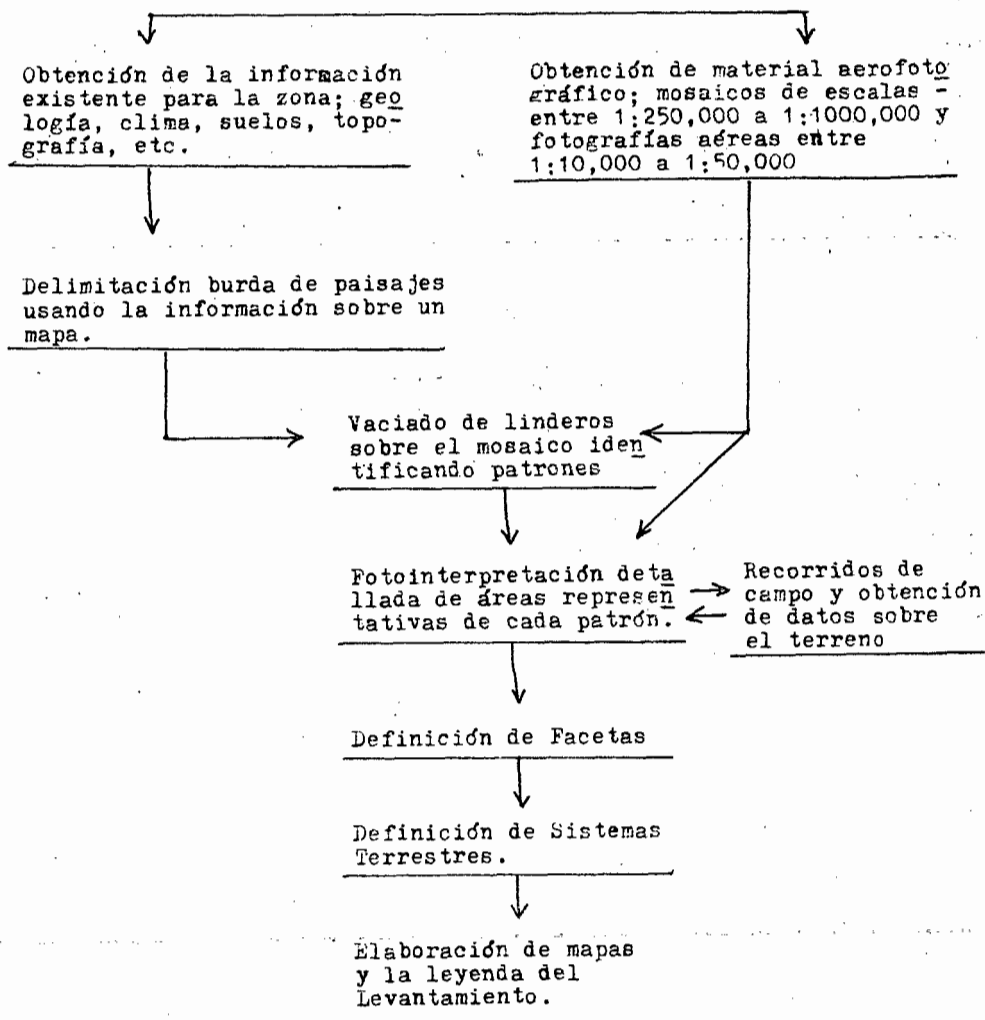 Obtención de la información
existente para la zona; geo
logía, clima, suelos, topo-
grafía, etc.
Obtención de material aerofoto
gráfico; mosaicos de escalas -
entre 1:250,000 a 1:1000,000 y
fotografías aéreas entre
1:10,000 a 1:50,000
Delimitación burda de paisajes
usando la información sobre un
mapa.
Vaciado de linderos
sobre el mosaico iden
tificando patrones
Fotointerpretación deta
llada de áreas represen
tativas de cada patrón.
Recorridos de
campo y obtención
de datos sobre
el terreno
Definición de Facetas
Definición de Sistemas
Terrestres.
Elaboración de mapas
y la leyenda del
Levantamiento.